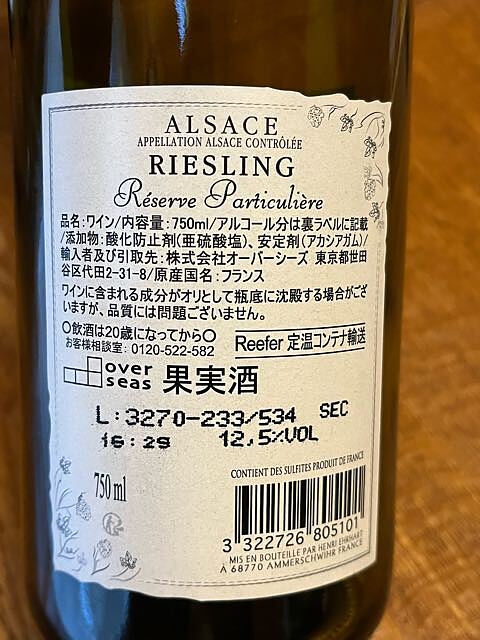 ALSACE
APPELLATION ALSACE CONTRÔLÉE
RIESLING
Réserve Particulière
品名:ワイン/内容量:750ml/アルコール分は裏ラベルに記載
/添加物:酸化防止剤(亜硫酸塩)、安定剤(アカシアガム)/
輸入者及び引取先:株式会社オーバーシーズ 東京都世田
谷区代田2-31-8/原産国名:フランス
ワインに含まれる成分がオリとして瓶底に沈殿する場合がござ
いますが、品質には問題ございません。
○飲酒は20歳になってから○
お客様相談室:0120-522-582
Reefer 定温コンテナ輸送
over seas 果実酒
L:3270-233/534 SEC
16:29 12.5%VOL
CONTIENT DES SULFITES PRODUIT DE FRANCE
750 ml
3 322726 805101
MIS EN BOUTEILLE PAR HENRI EHRHART
À 68770 AMMERSCHWIHR FRANCE